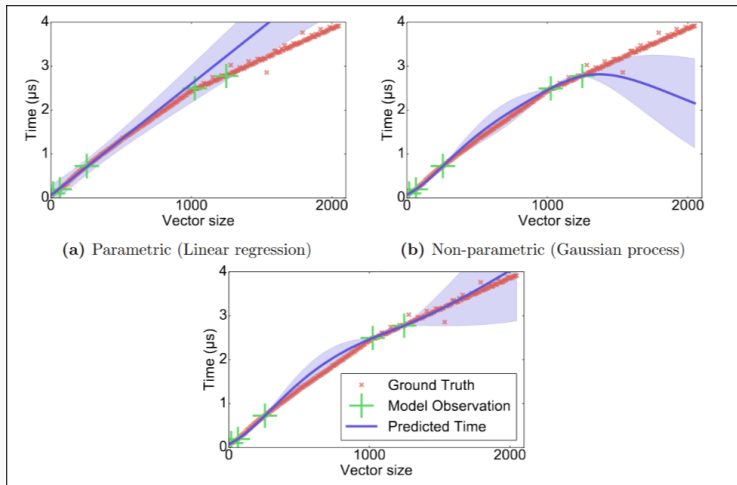 4
3
2
1
0
Time (μs)
0
1000
2000
Vector size
(a) Parametric (Linear regression)
4
3
2
1
0
Time (μs)
0
1000
2000
Vector size
(b) Non-parametric (Gaussian process)
4
3
2
1
0
Time (μs)
0
1000
2000
Vector size
Ground Truth
Model Observation
Predicted Time